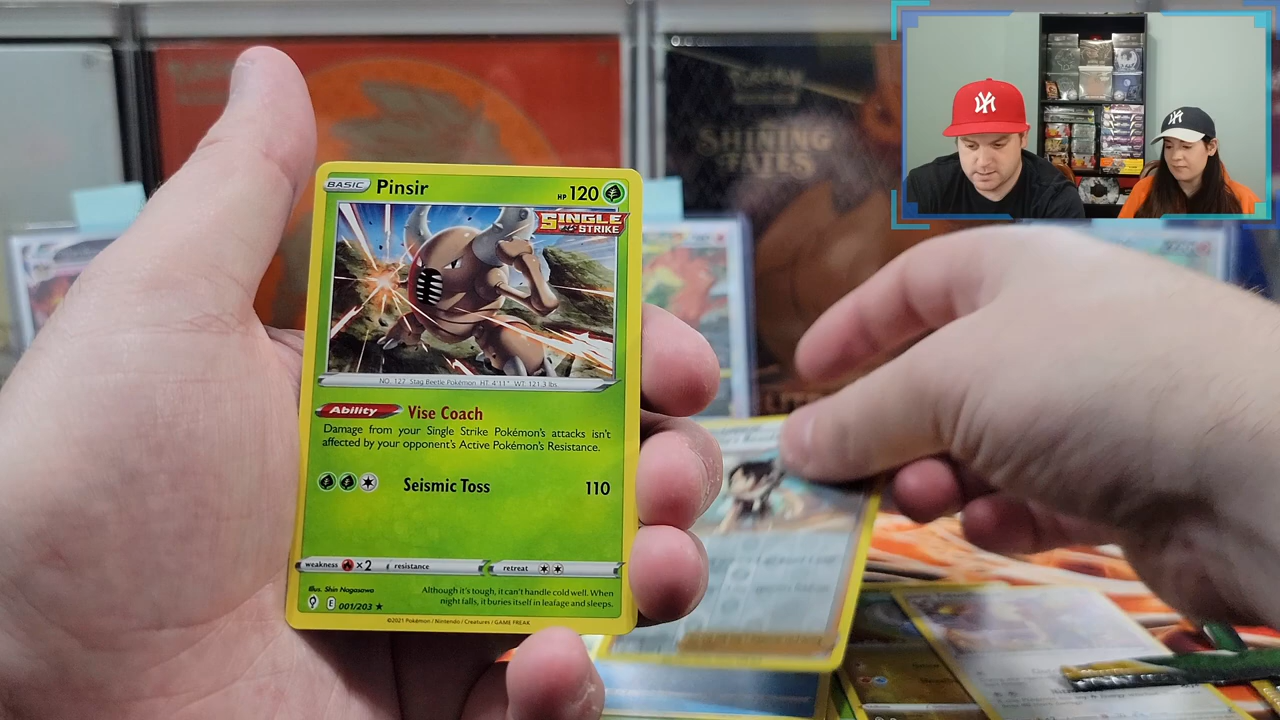 BASIC Pinsir HP 120
SINGLE STRIKE
NO. 127 Stag Beetle Pokémon HT. 4'11" WT. 121.3 lbs.
Ability Vise Coach
Damage from your Single Strike Pokémon's attacks isn't
affected by your opponent's Active Pokémon's Resistance.
Seismic Toss 110
weakness ×2 resistance retreat
Illus. Shin Nagasawa
Although it's tough, it can't handle cold well. When
night falls, it buries itself in leafage and sleeps.
E 001/203 ★
©2021 Pokémon / Nintendo / Creatures / GAME FREAK
SHINING
FATES
NY
NY